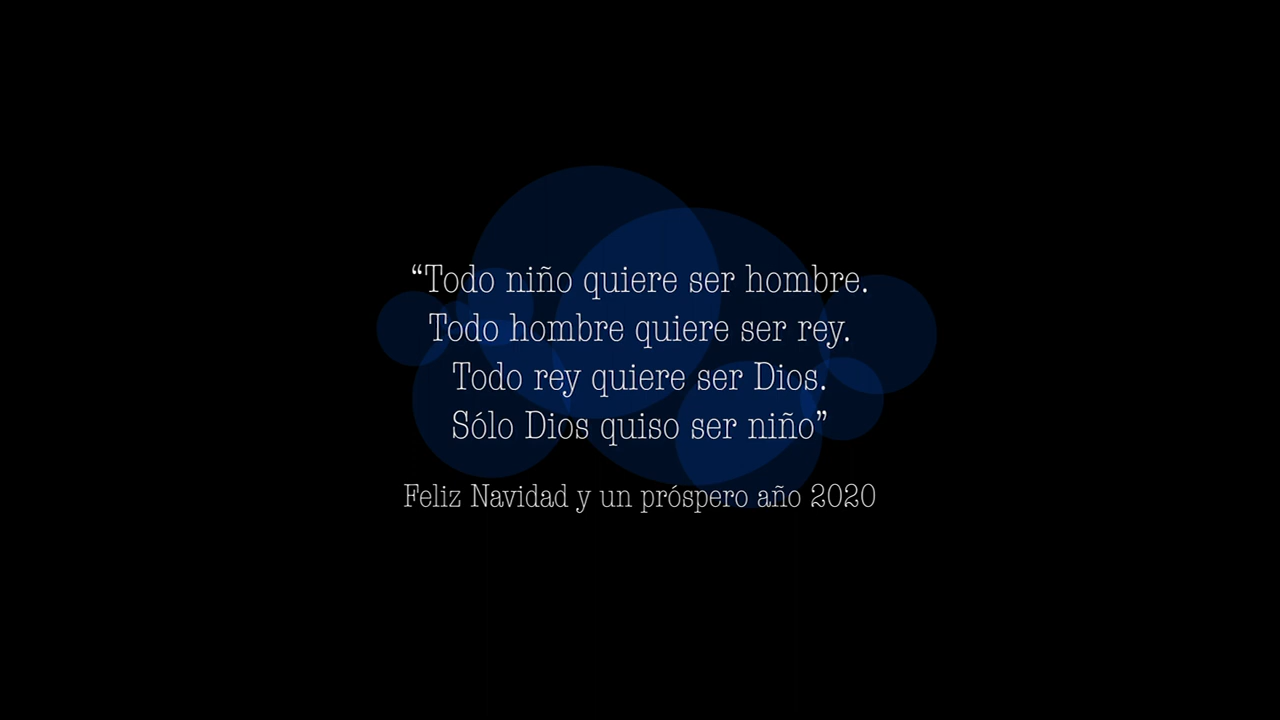 “Todo niño quiere ser hombre.
Todo hombre quiere ser rey.
Todo rey quiere ser Dios.
Sólo Dios quiso ser niño”
Feliz Navidad y un próspero año 2020